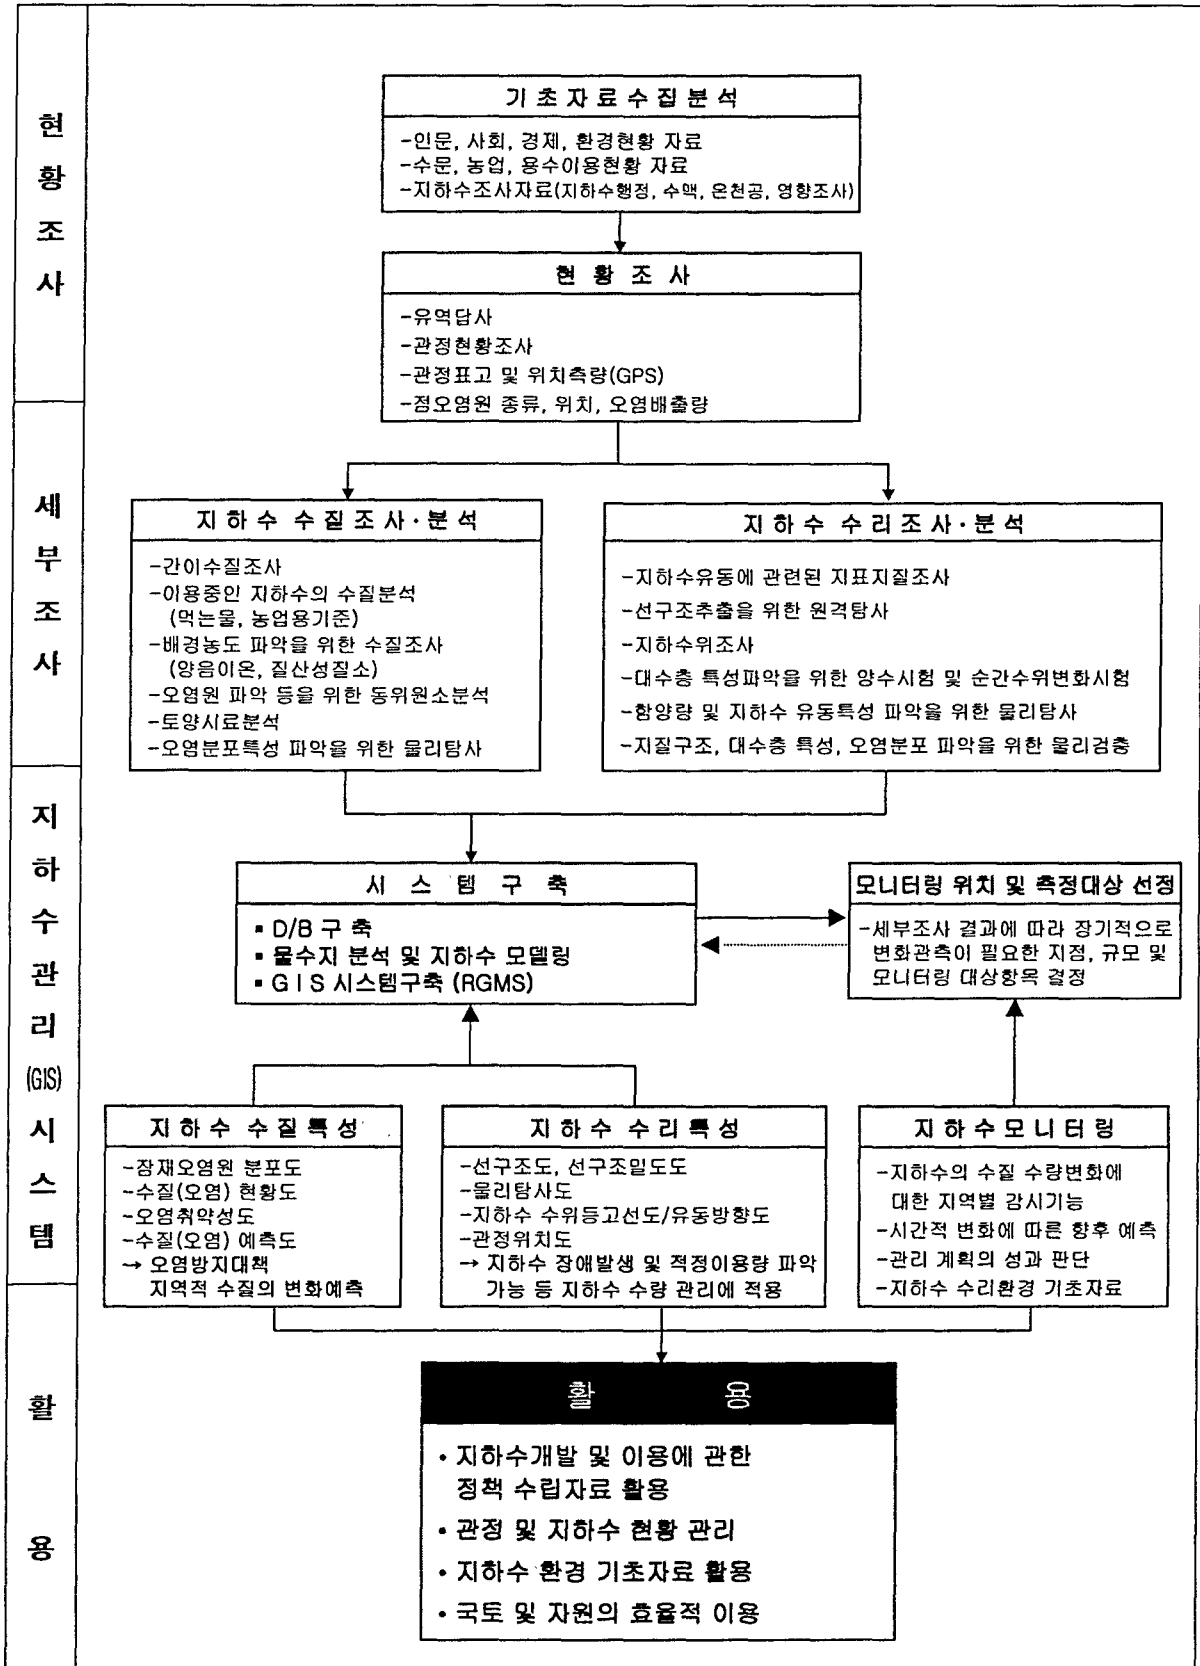 현
황
조
사
기초자료수집분석
-인문, 사회, 경제, 환경현황 자료
-수문, 농업, 용수이용현황 자료
-지하수조사자료(지하수행정, 수맥, 온천공, 영향조사)
현 황 조 사
-유역답사
-관정현황조사
-관정표고 및 위치측량(GPS)
-점오염원 종류, 위치, 오염배출량
세
부
조
사
지하수 수질조사·분석
-간이수질조사
-이용중인 지하수의 수질분석
(먹는물, 농업용기준)
-배경농도 파악을 위한 수질조사
(양음이온, 질산성질소)
-오염원 파악 등을 위한 동위원소분석
-토양시료분석
-오염분포특성 파악을 위한 물리탐사
지하수 수리조사·분석
-지하수유동에 관련된 지표지질조사
-선구조추출을 위한 원격탐사
-지하수위조사
-대수층 특성파악을 위한 양수시험 및 순간수위변화시험
-함양량 및 지하수 유동특성 파악을 위한 물리탐사
-지질구조, 대수층 특성, 오염분포 파악을 위한 물리검층
지
하
수
관
리
(GIS)
시
스
템
시 스 템 구 축
▪ D/B 구 축
▪ 물수지 분석 및 지하수 모델링
▪ G I S 시스템구축 (RGMS)
모니터링 위치 및 측정대상 선정
-세부조사 결과에 따라 장기적으로
변화관측이 필요한 지점, 규모 및
모니터링 대상항목 결정
지하수 수질특성
-잠재오염원 분포도
-수질(오염) 현황도
-오염취약성도
-수질(오염) 예측도
→ 오염방지대책
지역적 수질의 변화예측
지하수 수리특성
-선구조도, 선구조밀도도
-물리탐사도
-지하수 수위등고선도/유동방향도
-관정위치도
→ 지하수 장애발생 및 적정이용량 파악
가능 등 지하수 수량 관리에 적용
지하수모니터링
-지하수의 수질 수량변화에
대한 지역별 감시기능
-시간적 변화에 따른 향후 예측
-관리 계획의 성과 판단
-지하수 수리환경 기초자료
활
용
활 용
• 지하수개발 및 이용에 관한
정책 수립자료 활용
• 관정 및 지하수 현황 관리
• 지하수 환경 기초자료 활용
• 국토 및 자원의 효율적 이용